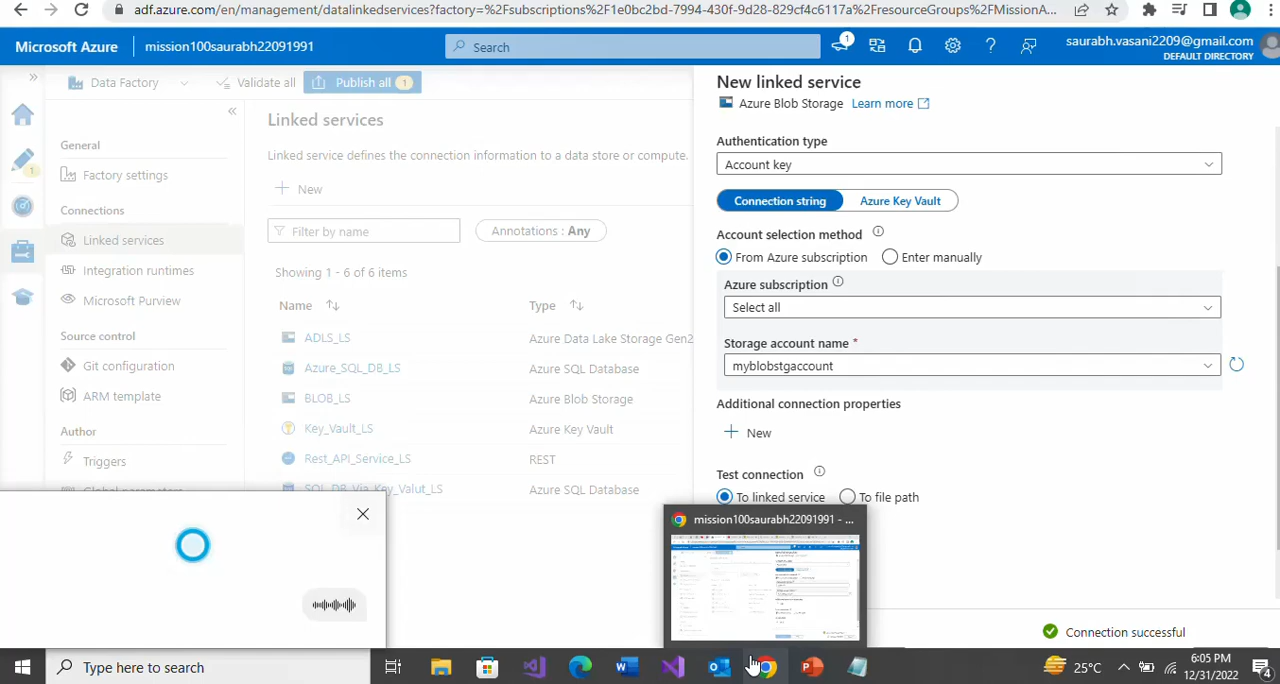 adf.azure.com/en/management/datalinkedservices?factory=%2Fsubscriptions%2F1e0bc2bd-7994-430f-9d28-829cf4c6117a%2FresourceGroups%2FMissionA...
Microsoft Azure
mission100saurabh22091991
Search
1
saurabh.vasani2209@gmail.com
DEFAULT DIRECTORY
Data Factory
Validate all
Publish all 1
1
General
Factory settings
Connections
Linked services
Integration runtimes
Microsoft Purview
Source control
Git configuration
ARM template
Author
Triggers
Global parameters
Linked services
Linked service defines the connection information to a data store or compute.
New
Filter by name
Annotations : Any
Showing 1 - 6 of 6 items
Name Type
ADLS_LS Azure Data Lake Storage Gen2
Azure_SQL_DB_LS Azure SQL Database
BLOB_LS Azure Blob Storage
Key_Vault_LS Azure Key Vault
Rest_API_Service_LS REST
SQL_DB_Via_Key_Valut_LS Azure SQL Database
New linked service
Azure Blob Storage Learn more
Authentication type
Account key
Connection string Azure Key Vault
Account selection method
From Azure subscription Enter manually
Azure subscription
Select all
Storage account name *
myblobstgaccount
Additional connection properties
New
Test connection
To linked service To file path
mission100saurabh22091991 - ...
Connection successful
Type here to search
25°C
6:05 PM
12/31/2022
4